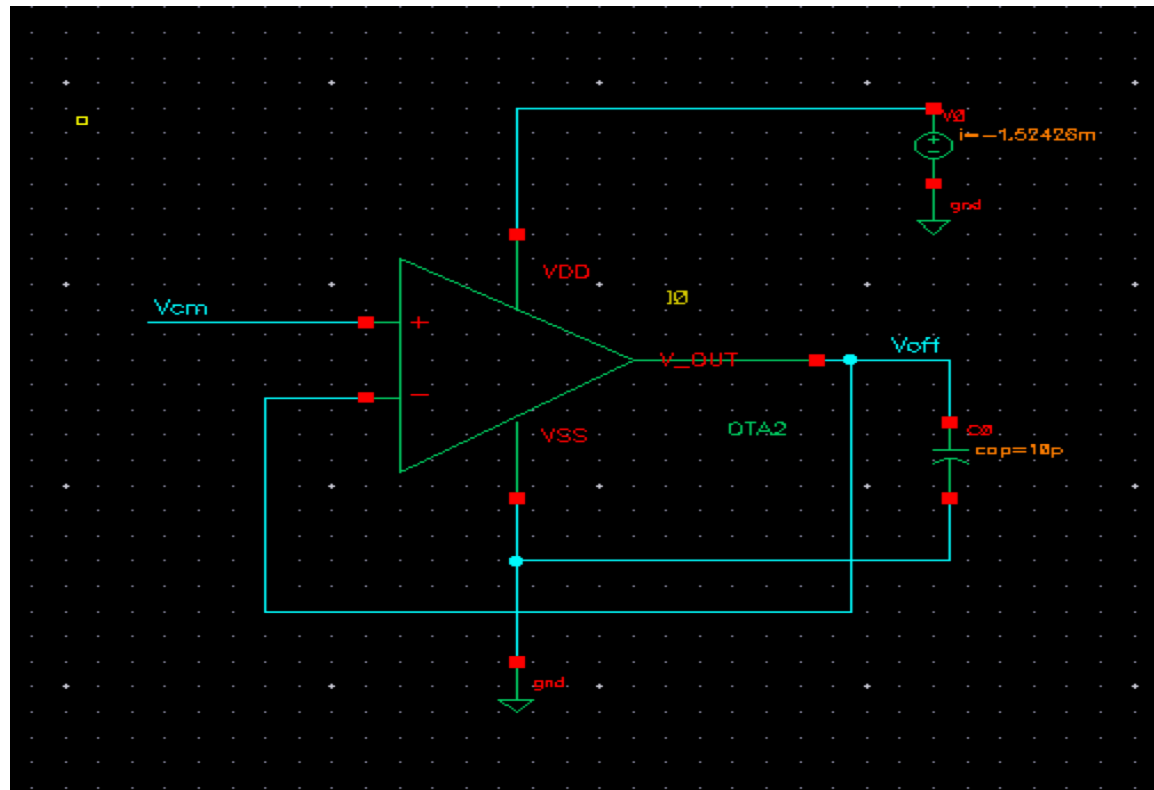 V0
i=-1.52426m
gnd
VDD
I0
Vcm
+
Voff
V_OUT
-
OTA2
VSS
C0
cap=10p
gnd